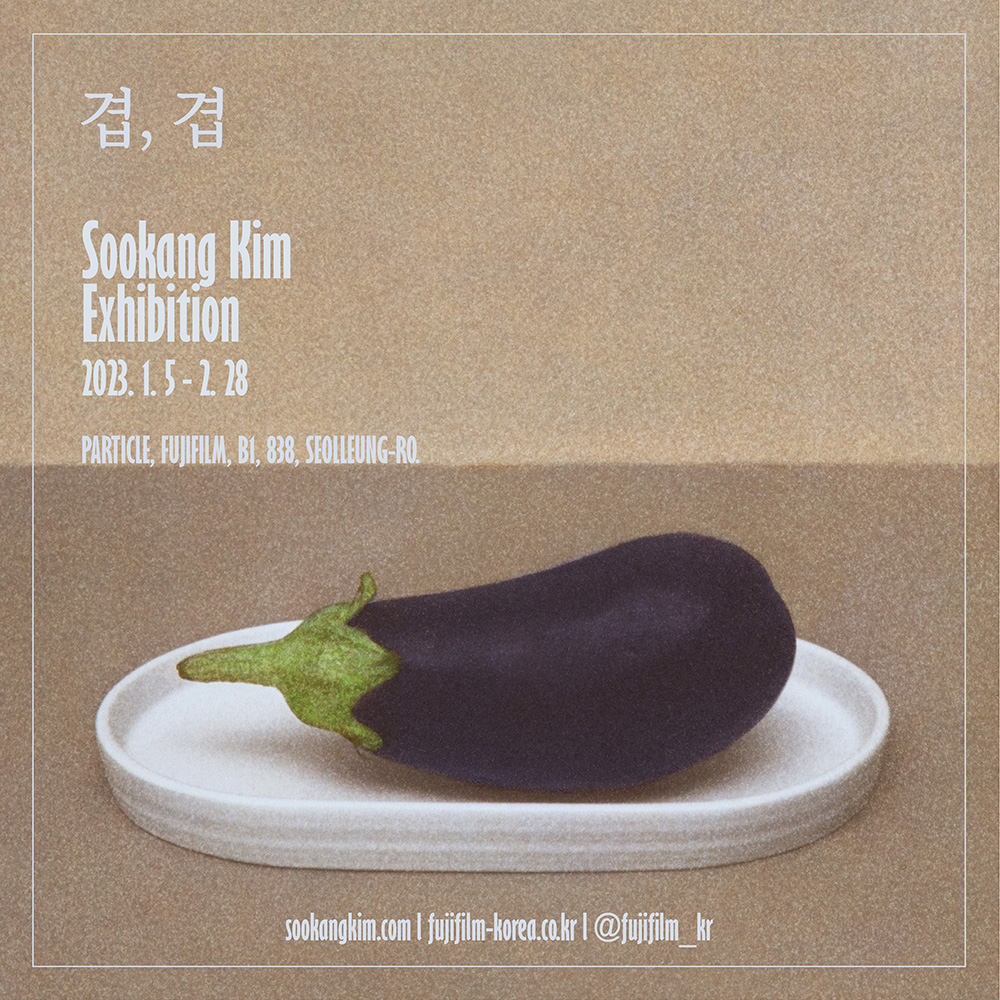 겹, 겹
Sookang Kim
Exhibition
2023. 1. 5 - 2. 28
PARTICLE, FUJIFILM, B1, 838, SEOLLEUNG-RO.
sookangkim.com | fujifilm-korea.co.kr | @fujifilm_kr